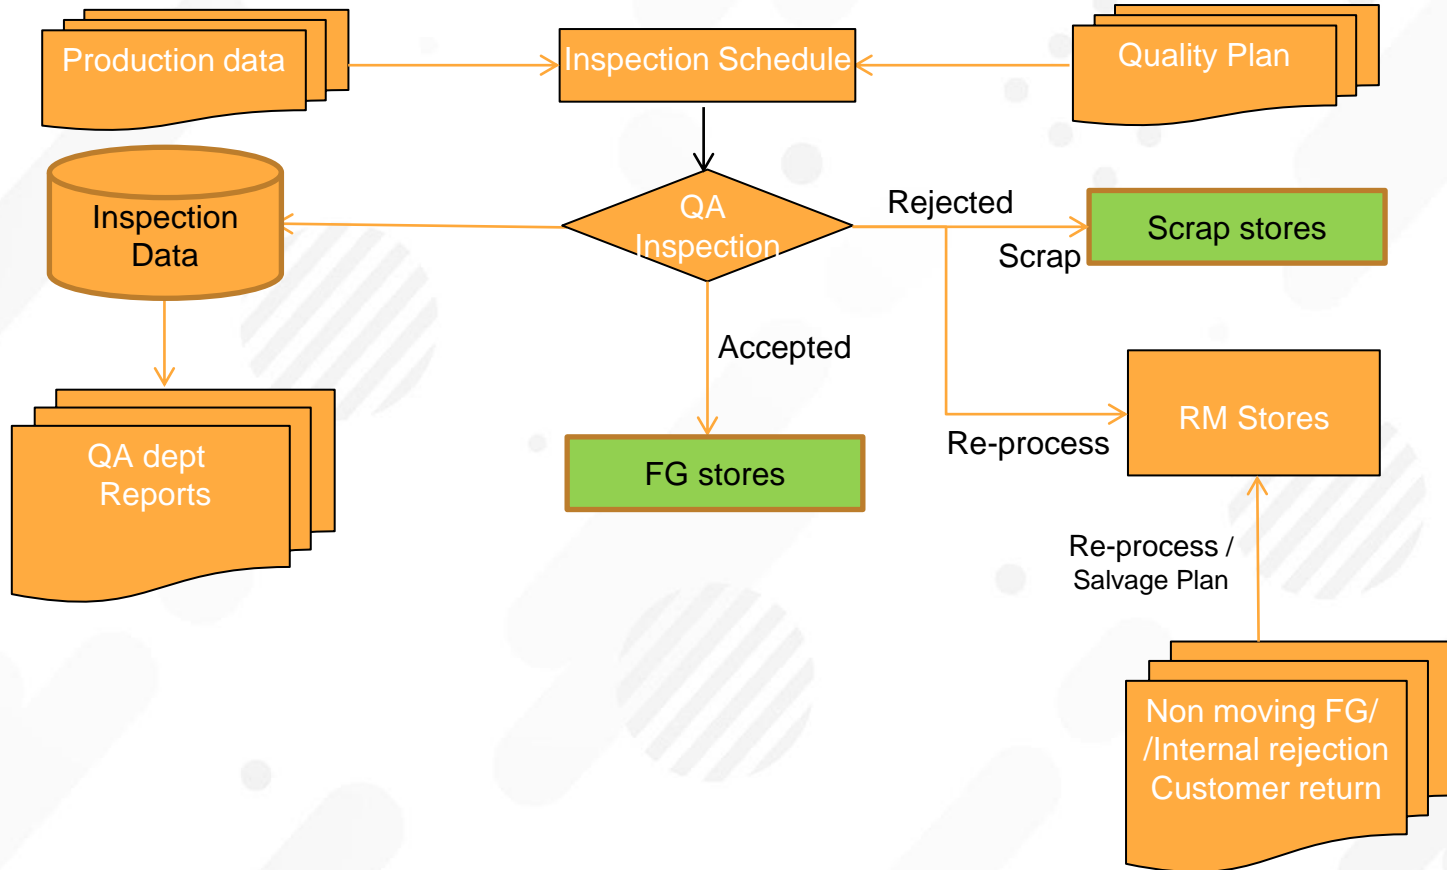 Production data
Inspection Schedule
Quality Plan
Inspection
Data
QA
Inspection
Rejected
Scrap
Scrap stores
Accepted
Re-process
RM Stores
QA dept
Reports
FG stores
Re-process /
Salvage Plan
Non moving FG/
/Internal rejection
Customer return